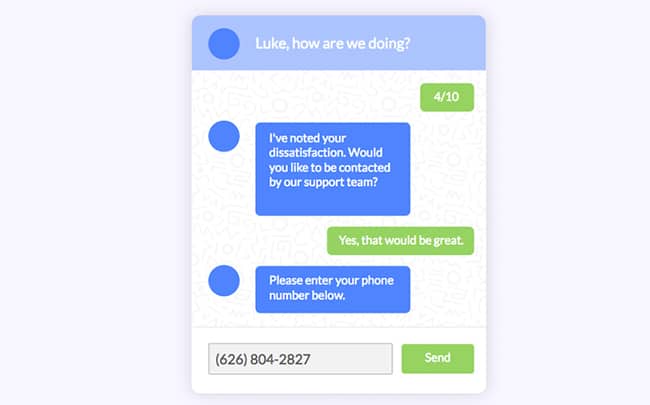 Luke, how are we doing?
4/10
I've noted your
dissatisfaction. Would
you like to be contacted
by our support team?
Yes, that would be great.
Please enter your phone
number below.
(626) 804-2827
Send